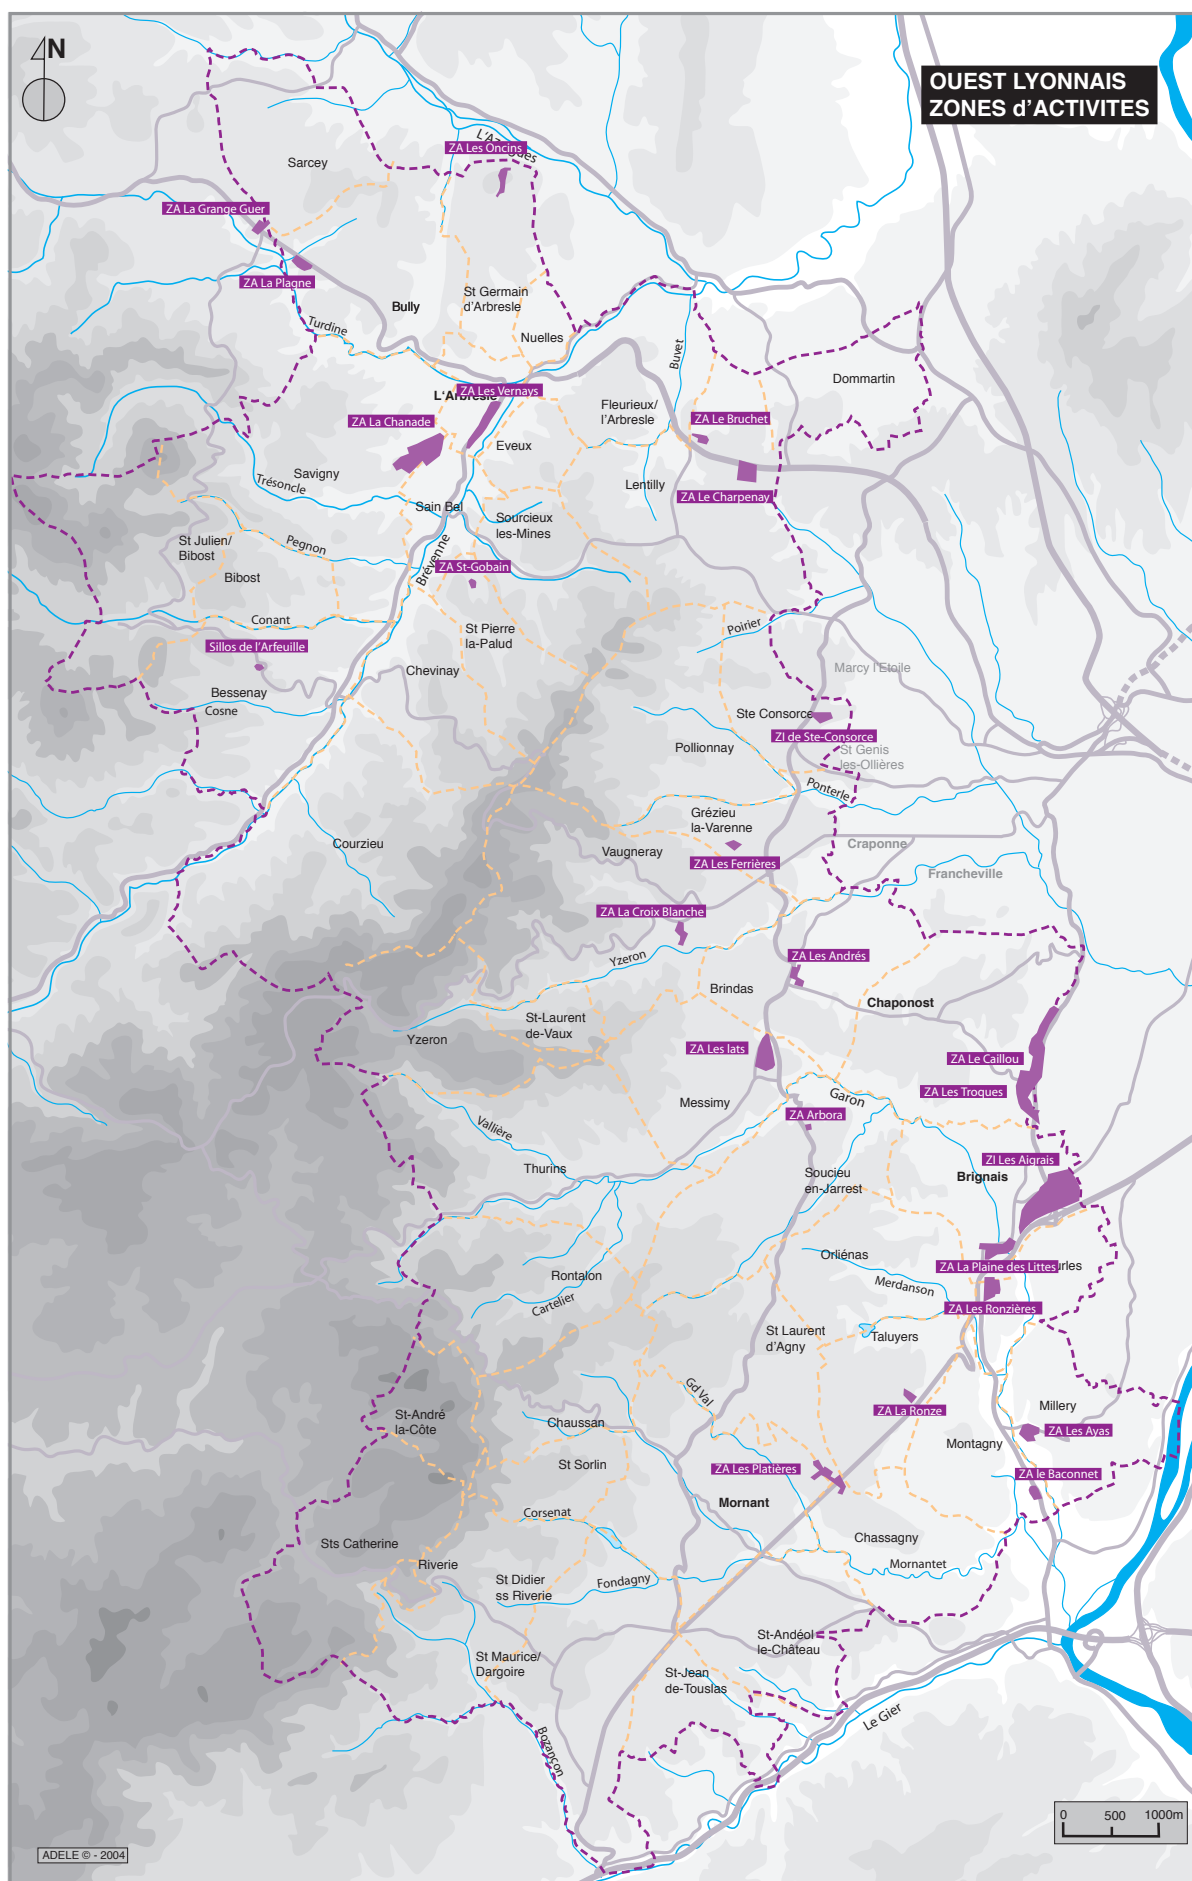 N
OUEST LYONNAIS
ZONES d'ACTIVITES
ZA Les Oncins
Sarcey
ZA La Grange Guer
ZA La Plagne
St Germain
d'Arbresle
Bully
Turdine
Nuelles
Buvet
Dommartin
ZA Les Vernays
L'Arbresle
ZA La Chanade
Fleurieux/
l'Arbresle
ZA Le Bruchet
Eveux
Savigny
Trésoncle
Lentilly
ZA Le Charpenay
Sain Bel
Sourcieux
les-Mines
St Julien/
Bibost
Pegnon
Brévenne
ZA St-Gobain
Bibost
Conant
Poirier
St Pierre
la-Palud
Sillos de l'Arfeuille
Marcy l'Etoile
Chevinay
Bessenay
Cosne
Ste Consorce
ZI de Ste-Consorce
Pollionnay
St Genis
les-Ollières
Ponterle
Grézieu
la-Varenne
Courzieu
Vaugneray
Craponne
ZA Les Ferrières
Francheville
ZA La Croix Blanche
Yzeron
ZA Les Andrés
Brindas
Chaponost
St-Laurent
de-Vaux
Yzeron
ZA Les lats
ZA Le Caillou
ZA Les Troques
Messimy
Garon
ZA Arbora
Vallière
Thurins
ZI Les Aigrais
Soucieu
en-Jarrest
Brignais
Orliénas
ZA La Plaine des Littes
urles
Rontalon
Merdanson
Cartelier
ZA Les Ronzières
St Laurent
d'Agny
Taluyers
Gd Val
St-André
la-Côte
Chaussan
ZA La Ronze
Millery
ZA Les Ayas
Montagny
St Sorlin
ZA Les Platières
ZA le Baconnet
Mornant
Corsenat
Chassagny
Sts Catherine
Riverie
Mornantet
St Didier
ss Riverie
Fondagny
St-Andéol
le-Château
St Maurice/
Dargoire
St-Jean
de-Touslas
Le Gier
Bozançon
0 500 1000m
ADELE © - 2004